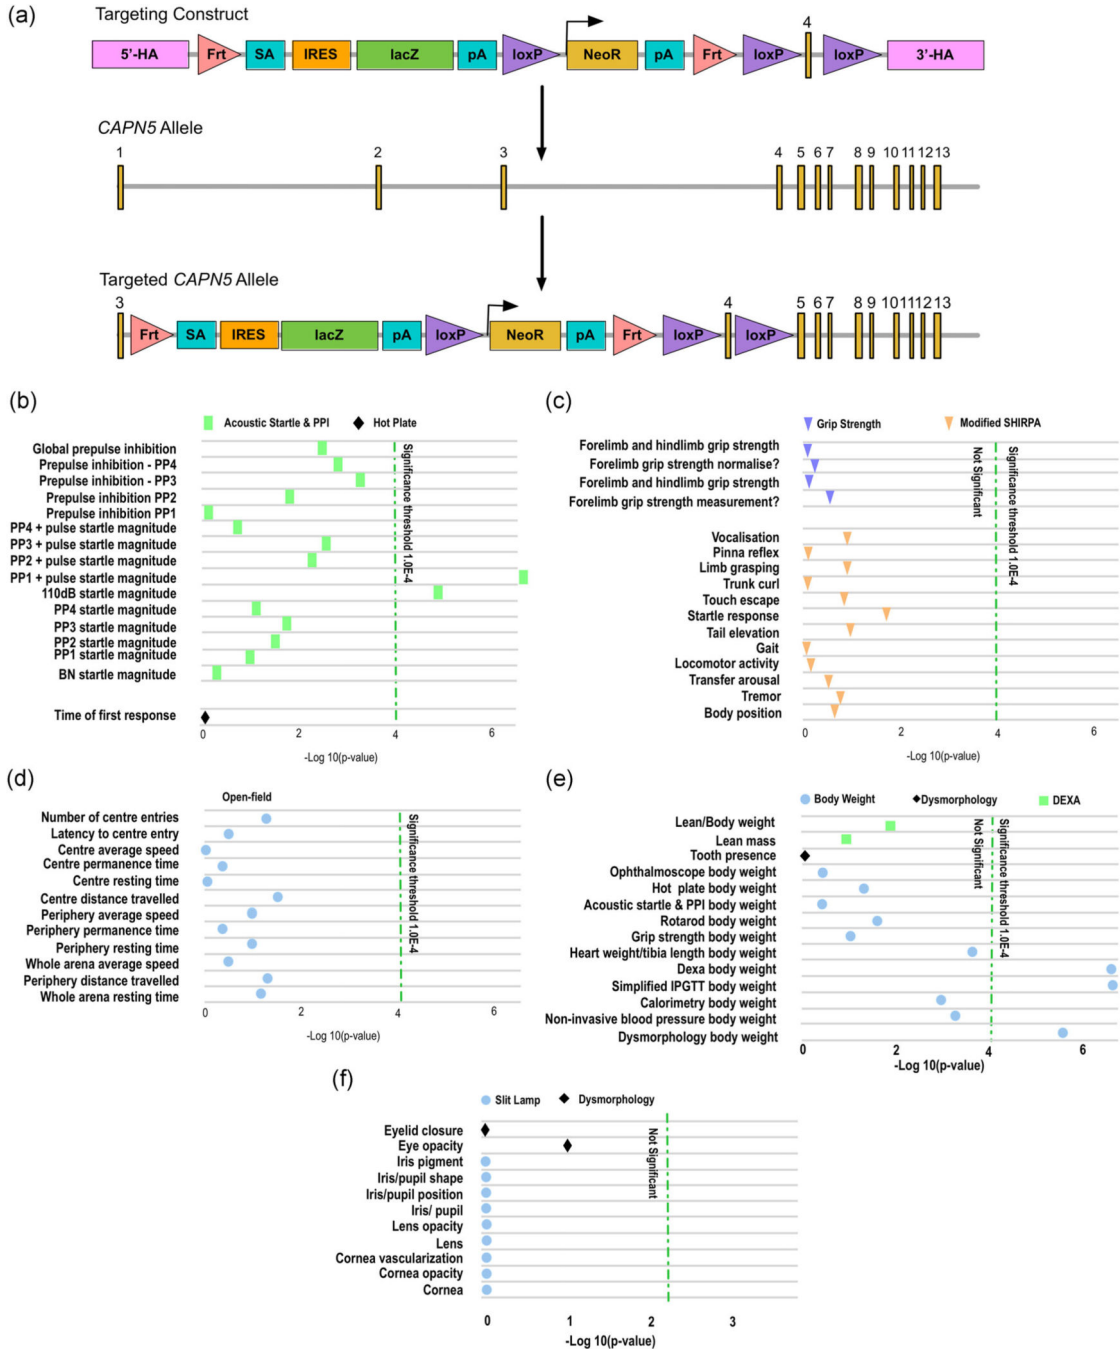 (a)
Targeting Construct
4
5'-HA Frt SA IRES lacZ pA loxP NeoR pA Frt loxP loxP 3'-HA
CAPN5 Allele
1 2 3 4 5 6 7 8 9 10 11 12 13
Targeted CAPN5 Allele
3 4 5 6 7 8 9 10 11 12 13
Frt SA IRES lacZ pA loxP NeoR pA Frt loxP loxP
(b)
Acoustic Startle & PPI Hot Plate
Global prepulse inhibition
Prepulse inhibition - PP4
Prepulse inhibition - PP3
Prepulse inhibition PP2
Prepulse inhibition PP1
PP4 + pulse startle magnitude
PP3 + pulse startle magnitude
PP2 + pulse startle magnitude
PP1 + pulse startle magnitude
110dB startle magnitude
PP4 startle magnitude
PP3 startle magnitude
PP2 startle magnitude
PP1 startle magnitude
BN startle magnitude
Time of first response
Significance threshold 1.0E-4
0 2 4 6
-Log 10(p-value)
(c)
Grip Strength Modified SHIRPA
Forelimb and hindlimb grip strength
Forelimb grip strength normalise?
Forelimb and hindlimb grip strength
Forelimb grip strength measurement?
Vocalisation
Pinna reflex
Limb grasping
Trunk curl
Touch escape
Startle response
Tail elevation
Gait
Locomotor activity
Transfer arousal
Tremor
Body position
Not Significant
Significance threshold 1.0E-4
0 2 4 6
-Log 10(p-value)
(d)
Open-field
Number of centre entries
Latency to centre entry
Centre average speed
Centre permanence time
Centre resting time
Centre distance travelled
Periphery average speed
Periphery permanence time
Periphery resting time
Whole arena average speed
Periphery distance travelled
Whole arena resting time
Significance threshold 1.0E-4
0 2 4 6
-Log 10(p-value)
(e)
Body Weight Dysmorphology DEXA
Lean/Body weight
Lean mass
Tooth presence
Ophthalmoscope body weight
Hot plate body weight
Acoustic startle & PPI body weight
Rotarod body weight
Grip strength body weight
Heart weight/tibia length body weight
Dexa body weight
Simplified IPGTT body weight
Calorimetry body weight
Non-invasive blood pressure body weight
Dysmorphology body weight
Not Significant
Significance threshold 1.0E-4
0 2 4 6
-Log 10(p-value)
(f)
Slit Lamp Dysmorphology
Eyelid closure
Eye opacity
Iris pigment
Iris/pupil shape
Iris/pupil position
Iris/ pupil
Lens opacity
Lens
Cornea vascularization
Cornea opacity
Cornea
Not Significant
0 1 2 3
-Log 10(p-value)